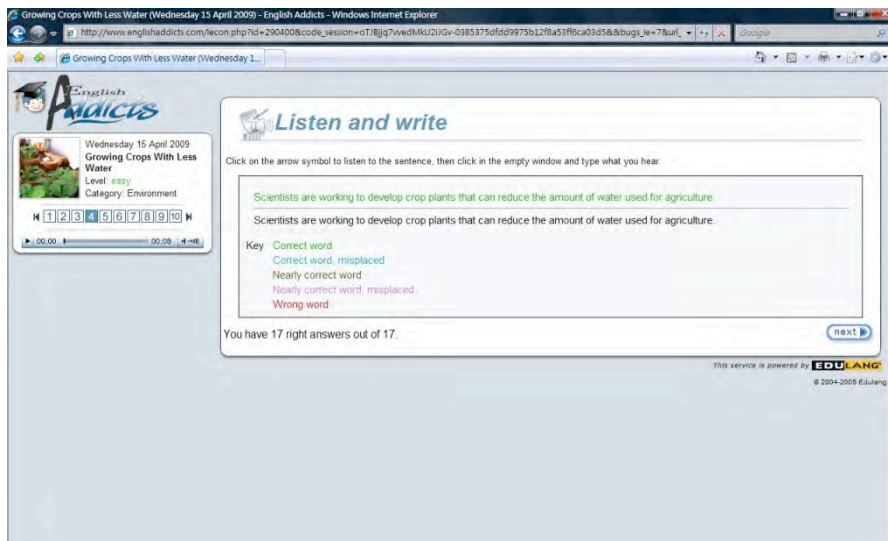 Growing Crops With Less Water (Wednesday 15 April 2009) - English Addicts - Windows Internet Explorer
Google
Growing Crops With Less Water (Wednesday 1...
English
Addicts
Wednesday 15 April 2009
Growing Crops With Less
Water
Level: easy
Category: Environment
1 2 3 4 5 6 7 8 9 10
00:00 00:09
Listen and write
Click on the arrow symbol to listen to the sentence, then click in the empty window and type what you hear.
Scientists are working to develop crop plants that can reduce the amount of water used for agriculture.
Scientists are working to develop crop plants that can reduce the amount of water used for agriculture.
Key Correct word
Correct word, misplaced
Nearly correct word
Nearly correct word, misplaced
Wrong word
You have 17 right answers out of 17.
next
This service is powered by EDULANG
© 2004-2005 Edulang